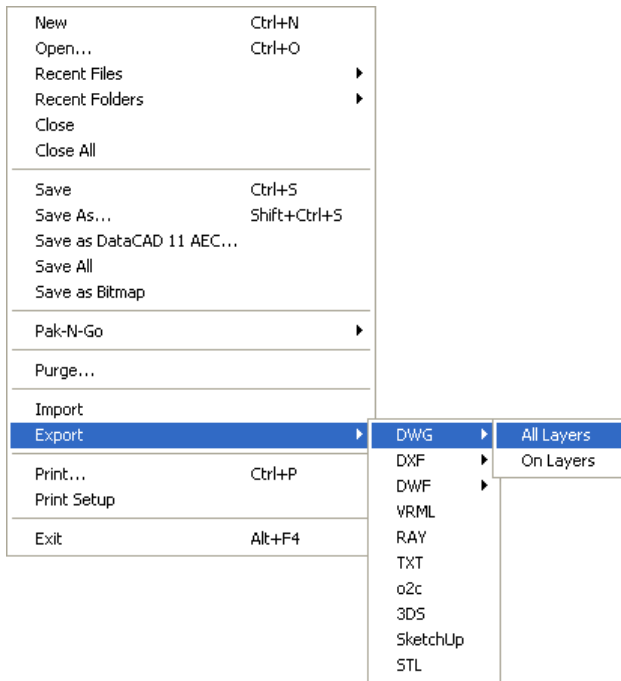 New Ctrl+N
Open... Ctrl+O
Recent Files
Recent Folders
Close
Close All
Save Ctrl+S
Save As... Shift+Ctrl+S
Save as DataCAD 11 AEC...
Save All
Save as Bitmap
Pak-N-Go
Purge...
Import
Export
Print... Ctrl+P
Print Setup
Exit Alt+F4
DWG
DXF
DWF
VRML
RAY
TXT
o2c
3DS
SketchUp
STL
All Layers
On Layers